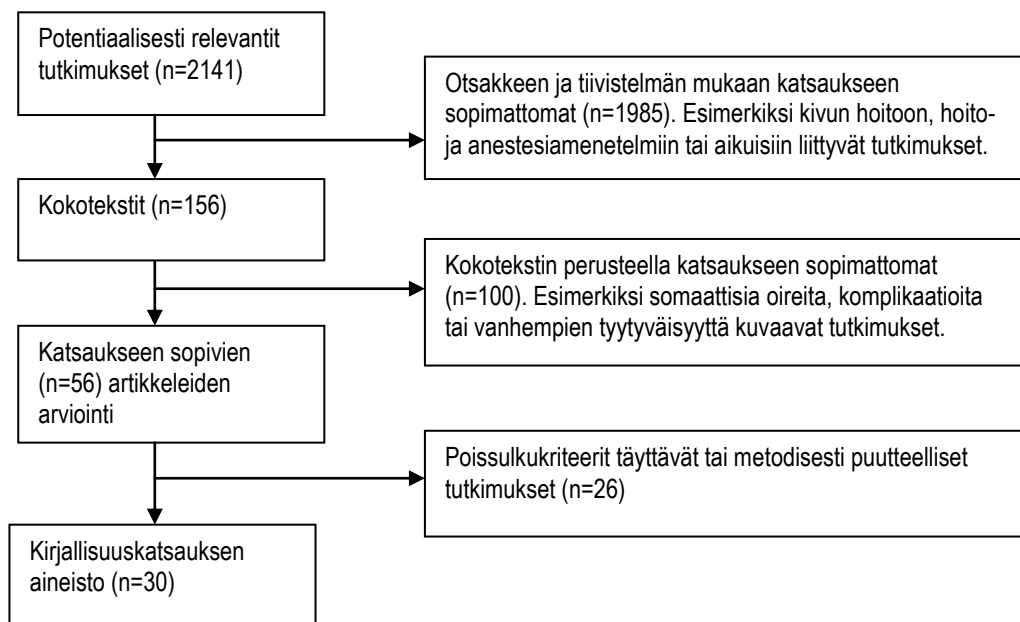 Potentiaalisesti relevantit
tutkimukset (n=2141)
Otsakkeen ja tiivistelmän mukaan katsaukseen
sopimattomat (n=1985). Esimerkiksi kivun hoitoon, hoito-
ja anestesiamenetelmiin tai aikuisiin liittyvät tutkimukset.
Kokotekstit (n=156)
Kokotekstin perusteella katsaukseen sopimattomat
(n=100). Esimerkiksi somaattisia oireita, komplikaatioita
tai vanhempien tyytyväisyyttä kuvaavat tutkimukset.
Katsaukseen sopivien
(n=56) artikkeleiden
arviointi
Poissulkukriteerit täyttävät tai metodisesti puutteelliset
tutkimukset (n=26)
Kirjallisuuskatsauksen
aineisto (n=30)